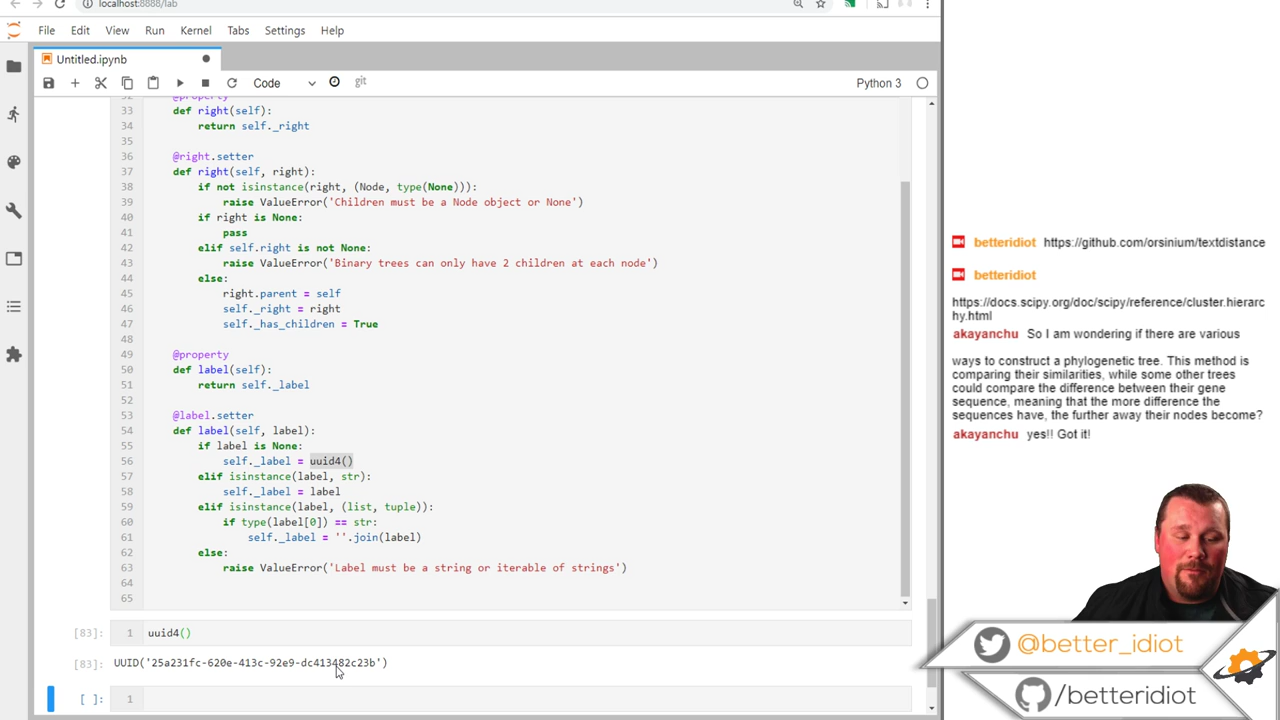 localhost:8888/lab
File Edit View Run Kernel Tabs Settings Help
Untitled.ipynb
Code
git
Python 3
@property
33 def right(self):
34 return self._right
35
36 @right.setter
37 def right(self, right):
38 if not isinstance(right, (Node, type(None))):
39 raise ValueError('Children must be a Node object or None')
40 if right is None:
41 pass
42 elif self.right is not None:
43 raise ValueError('Binary trees can only have 2 children at each node')
44 else:
45 right.parent = self
46 self._right = right
47 self._has_children = True
48
49 @property
50 def label(self):
51 return self._label
52
53 @label.setter
54 def label(self, label):
55 if label is None:
56 self._label = uuid4()
57 elif isinstance(label, str):
58 self._label = label
59 elif isinstance(label, (list, tuple)):
60 if type(label[0]) == str:
61 self._label = ''.join(label)
62 else:
63 raise ValueError('Label must be a string or iterable of strings')
64
65
[83]: 1 uuid4()
[83]: UUID('25a231fc-620e-413c-92e9-dc413482c23b')
[ ]: 1
betteridiot https://github.com/orsinium/textdistance
betteridiot
https://docs.scipy.org/doc/scipy/reference/cluster.hierarc
hy.html
akayanchu So I am wondering if there are various
ways to construct a phylogenetic tree. This method is
comparing their similarities, while some other trees
could compare the difference between their gene
sequence, meaning that the more difference the
sequences have, the further away their nodes become?
akayanchu yes!! Got it!
@better_idiot
/betteridiot